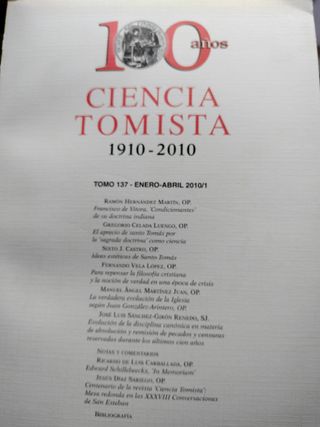 100 años
CIENCIA
TOMISTA
1910-2010
TOMO 137 - ENERO-ABRIL 2010/1
RAMÓN HERNÁNDEZ MARTÍN, OP.
Francisco de Vitoria. 'Condicionantes'
de su doctrina indiana
GREGORIO CELADA LUENGO, OP.
El aprecio de santo Tomás por
la 'sagrada doctrina' como ciencia
SIXTO J. CASTRO, OP.
Ideas estéticas de Santo Tomás
FERNANDO VELA LÓPEZ, OP.
Para repensar la filosofía cristiana
y la noción de verdad en una época de crisis
MANUEL ÁNGEL MARTÍNEZ JUAN, OP.
La verdadera evolución de la Iglesia
según Juan González-Arintero, OP.
JOSÉ LUIS SÁNCHEZ-GIRÓN RENEDO, SJ.
Evolución de la disciplina canónica en materia
de absolución y remisión de pecados y censuras
reservadas durante los últimos cien años
NOTAS Y COMENTARIOS
RICARDO DE LUIS CARBALLADA, OP.
Edward Schillebeeckx, 'In Memoriam'
JESÚS DÍAZ SARIEGO, OP.
Centenario de la revista 'Ciencia Tomista':
Mesa redonda en las XXXVIII Conversaciones
de San Esteban
BIBLIOGRAFÍA